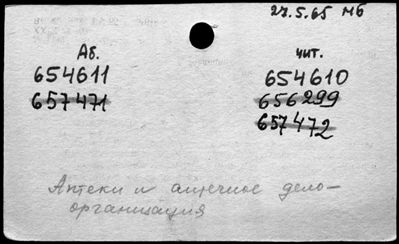 27.5.65 мб
Аб. чит.
654611 654610
657471 656299
657472
Аптеки и аптечное дело-
организация